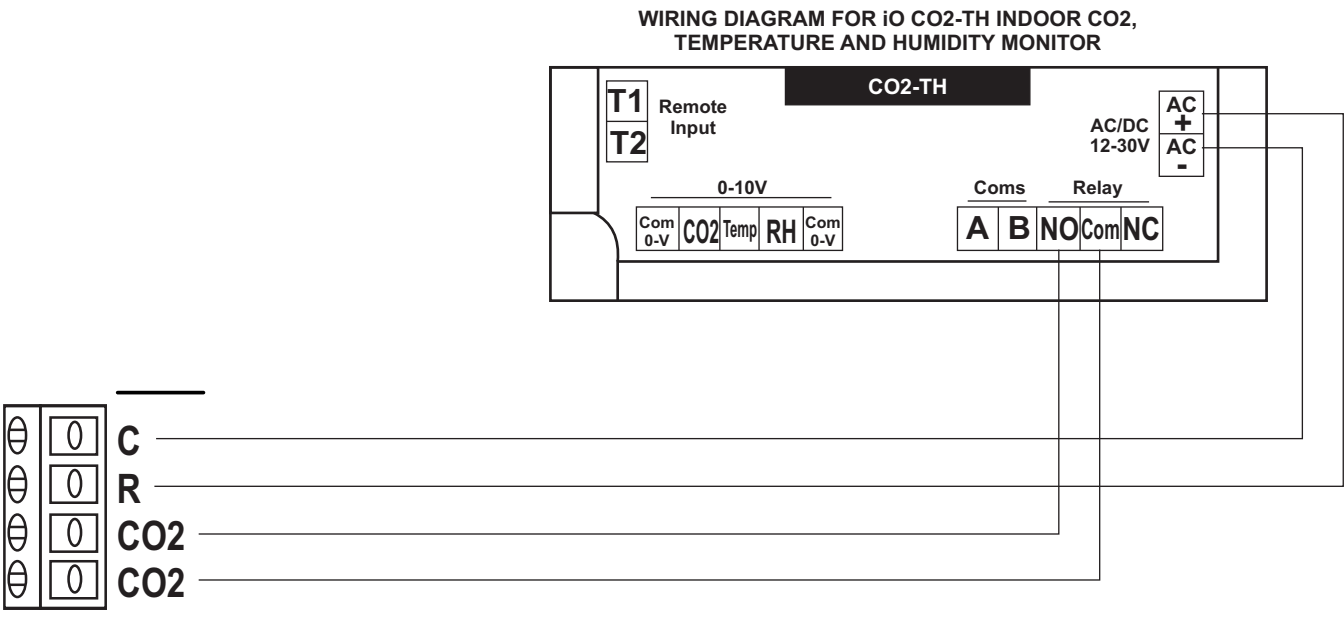 WIRING DIAGRAM FOR iO CO2-TH INDOOR CO2,
TEMPERATURE AND HUMIDITY MONITOR
CO2-TH
T1
T2
Remote
Input
AC/DC
12-30V
AC
+
AC
-
0-10V
Com
0-V
CO2
Temp
RH
Com
0-V
Coms
Relay
A
B
NO
Com
NC
C
R
CO2
CO2